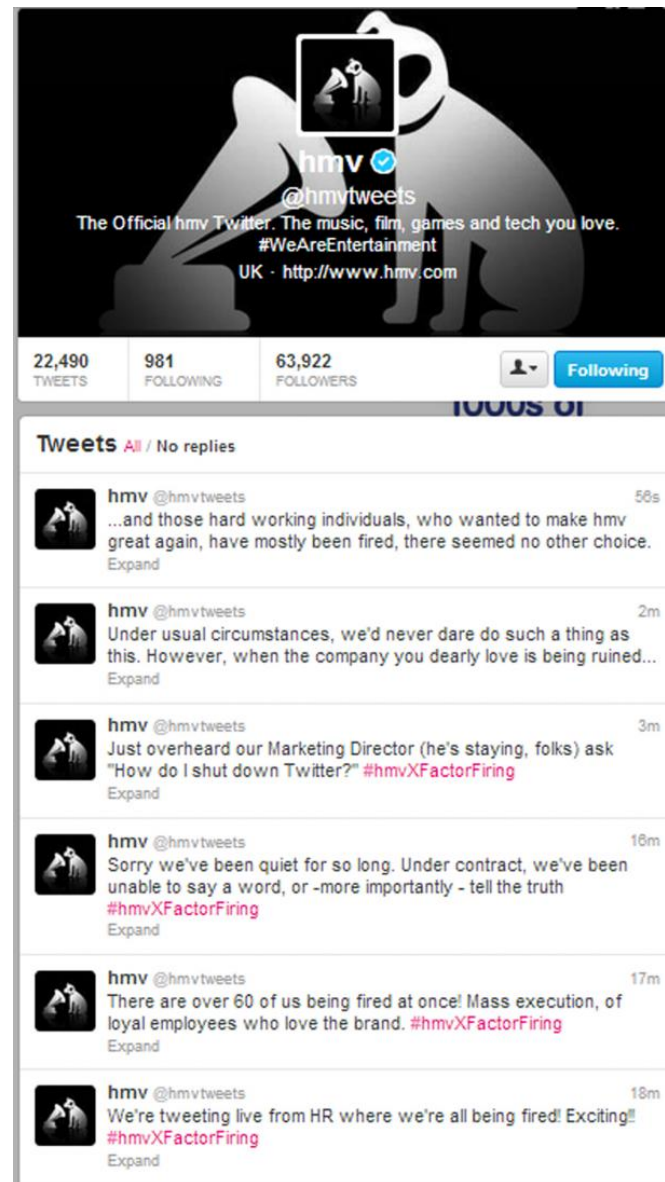 hmv
@hmvtweets
The Official hmv Twitter. The music, film, games and tech you love.
#WeAreEntertainment
UK · http://www.hmv.com
22,490
TWEETS
981
FOLLOWING
63,922
FOLLOWERS
Following
1000s of
Tweets All / No replies
hmv @hmvtweets 56s
...and those hard working individuals, who wanted to make hmv
great again, have mostly been fired, there seemed no other choice.
Expand
hmv @hmvtweets 2m
Under usual circumstances, we'd never dare do such a thing as
this. However, when the company you dearly love is being ruined...
Expand
hmv @hmvtweets 3m
Just overheard our Marketing Director (he's staying, folks) ask
"How do I shut down Twitter?" #hmvXFactorFiring
Expand
hmv @hmvtweets 16m
Sorry we've been quiet for so long. Under contract, we've been
unable to say a word, or -more importantly - tell the truth
#hmvXFactorFiring
Expand
hmv @hmvtweets 17m
There are over 60 of us being fired at once! Mass execution, of
loyal employees who love the brand. #hmvXFactorFiring
Expand
hmv @hmvtweets 18m
We're tweeting live from HR where we're all being fired! Exciting!!
#hmvXFactorFiring
Expand